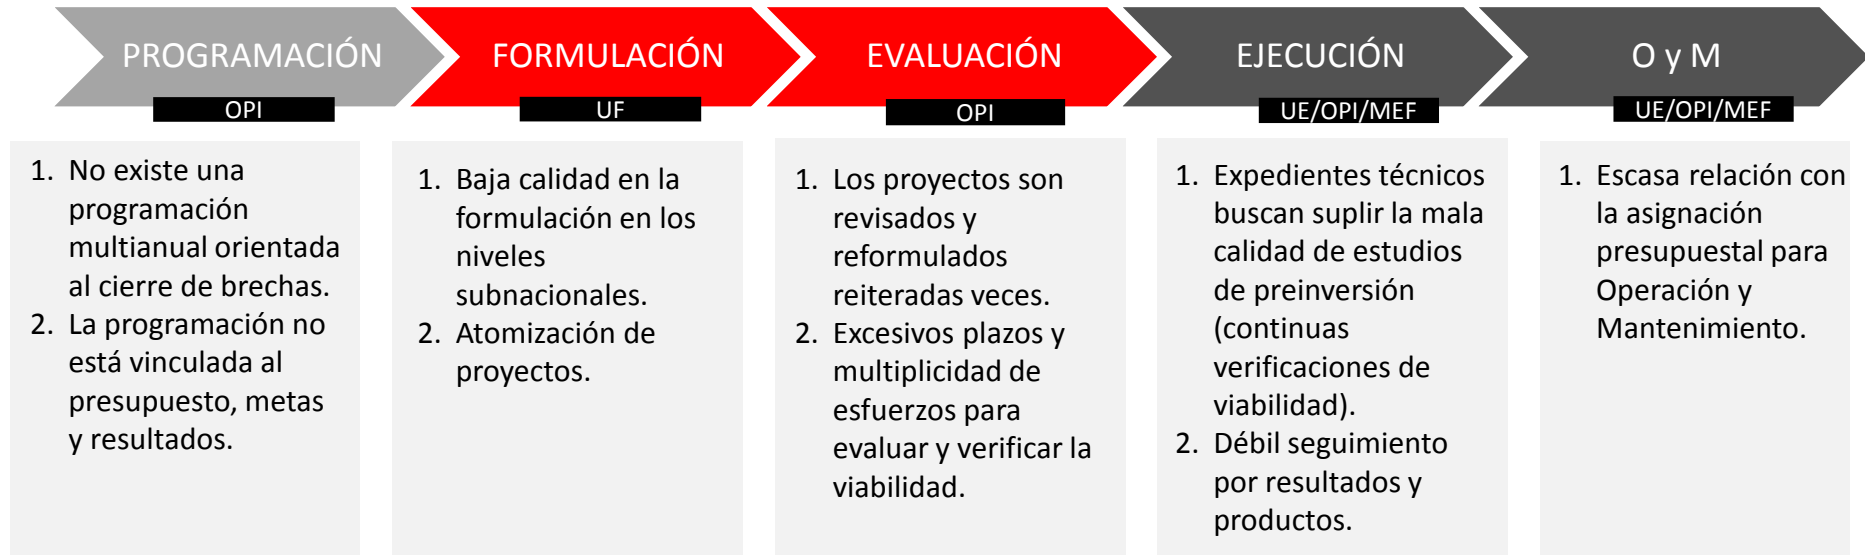 PROGRAMACIÓN
OPI
1. No existe una
programación
multianual orientada
al cierre de brechas.
2. La programación no
está vinculada al
presupuesto, metas
y resultados.
FORMULACIÓN
UF
1. Baja calidad en la
formulación en los
niveles
subnacionales.
2. Atomización de
proyectos.
EVALUACIÓN
OPI
1. Los proyectos son
revisados y
reformulados
reiteradas veces.
2. Excesivos plazos y
multiplicidad de
esfuerzos para
evaluar y verificar la
viabilidad.
EJECUCIÓN
UE/OPI/MEF
1. Expedientes técnicos
buscan suplir la mala
calidad de estudios
de preinversión
(continuas
verificaciones de
viabilidad).
2. Débil seguimiento
por resultados y
productos.
O y M
UE/OPI/MEF
1. Escasa relación con
la asignación
presupuestal para
Operación y
Mantenimiento.